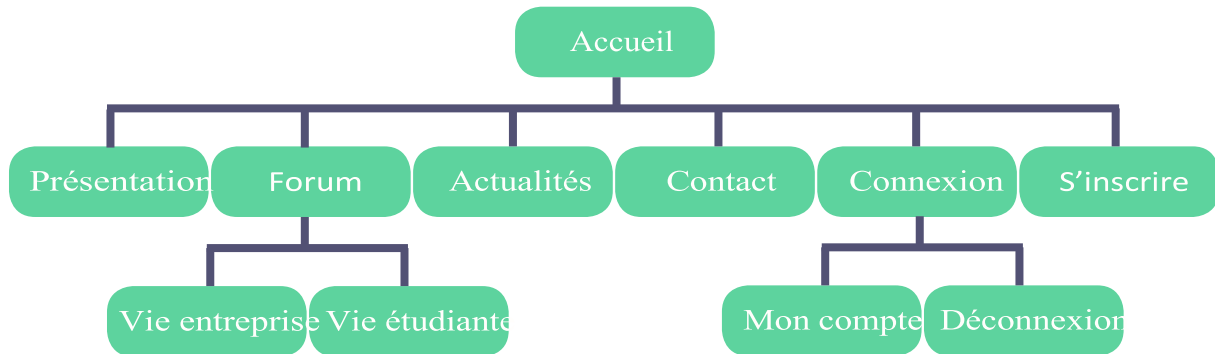 Accueil
Présentation
Forum
Actualités
Contact
Connexion
S'inscrire
Vie entreprise
Vie étudiante
Mon compte
Déconnexion